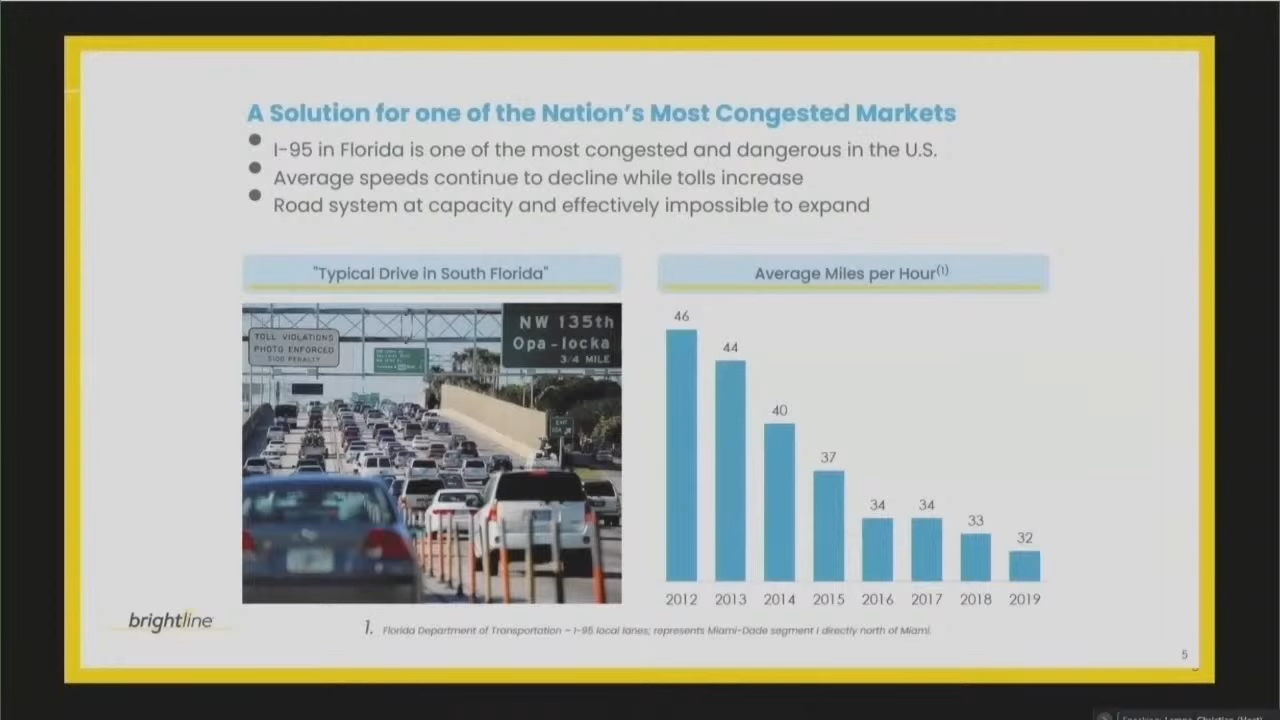 A Solution for one of the Nation's Most Congested Markets
I-95 in Florida is one of the most congested and dangerous in the U.S.
Average speeds continue to decline while tolls increase
Road system at capacity and effectively impossible to expand
"Typical Drive in South Florida"
Average Miles per Hour(1)
TOLL VIOLATIONS
PHOTO ENFORCED
$100 PENALTY
NW 135th
Opa-locka
3/4 MILE
EXIT
46
44
40
37
34
34
33
32
2012 2013 2014 2015 2016 2017 2018 2019
brightline
1. Florida Department of Transportation – I-95 local lanes; represents Miami-Dade segment I directly north of Miami.
5